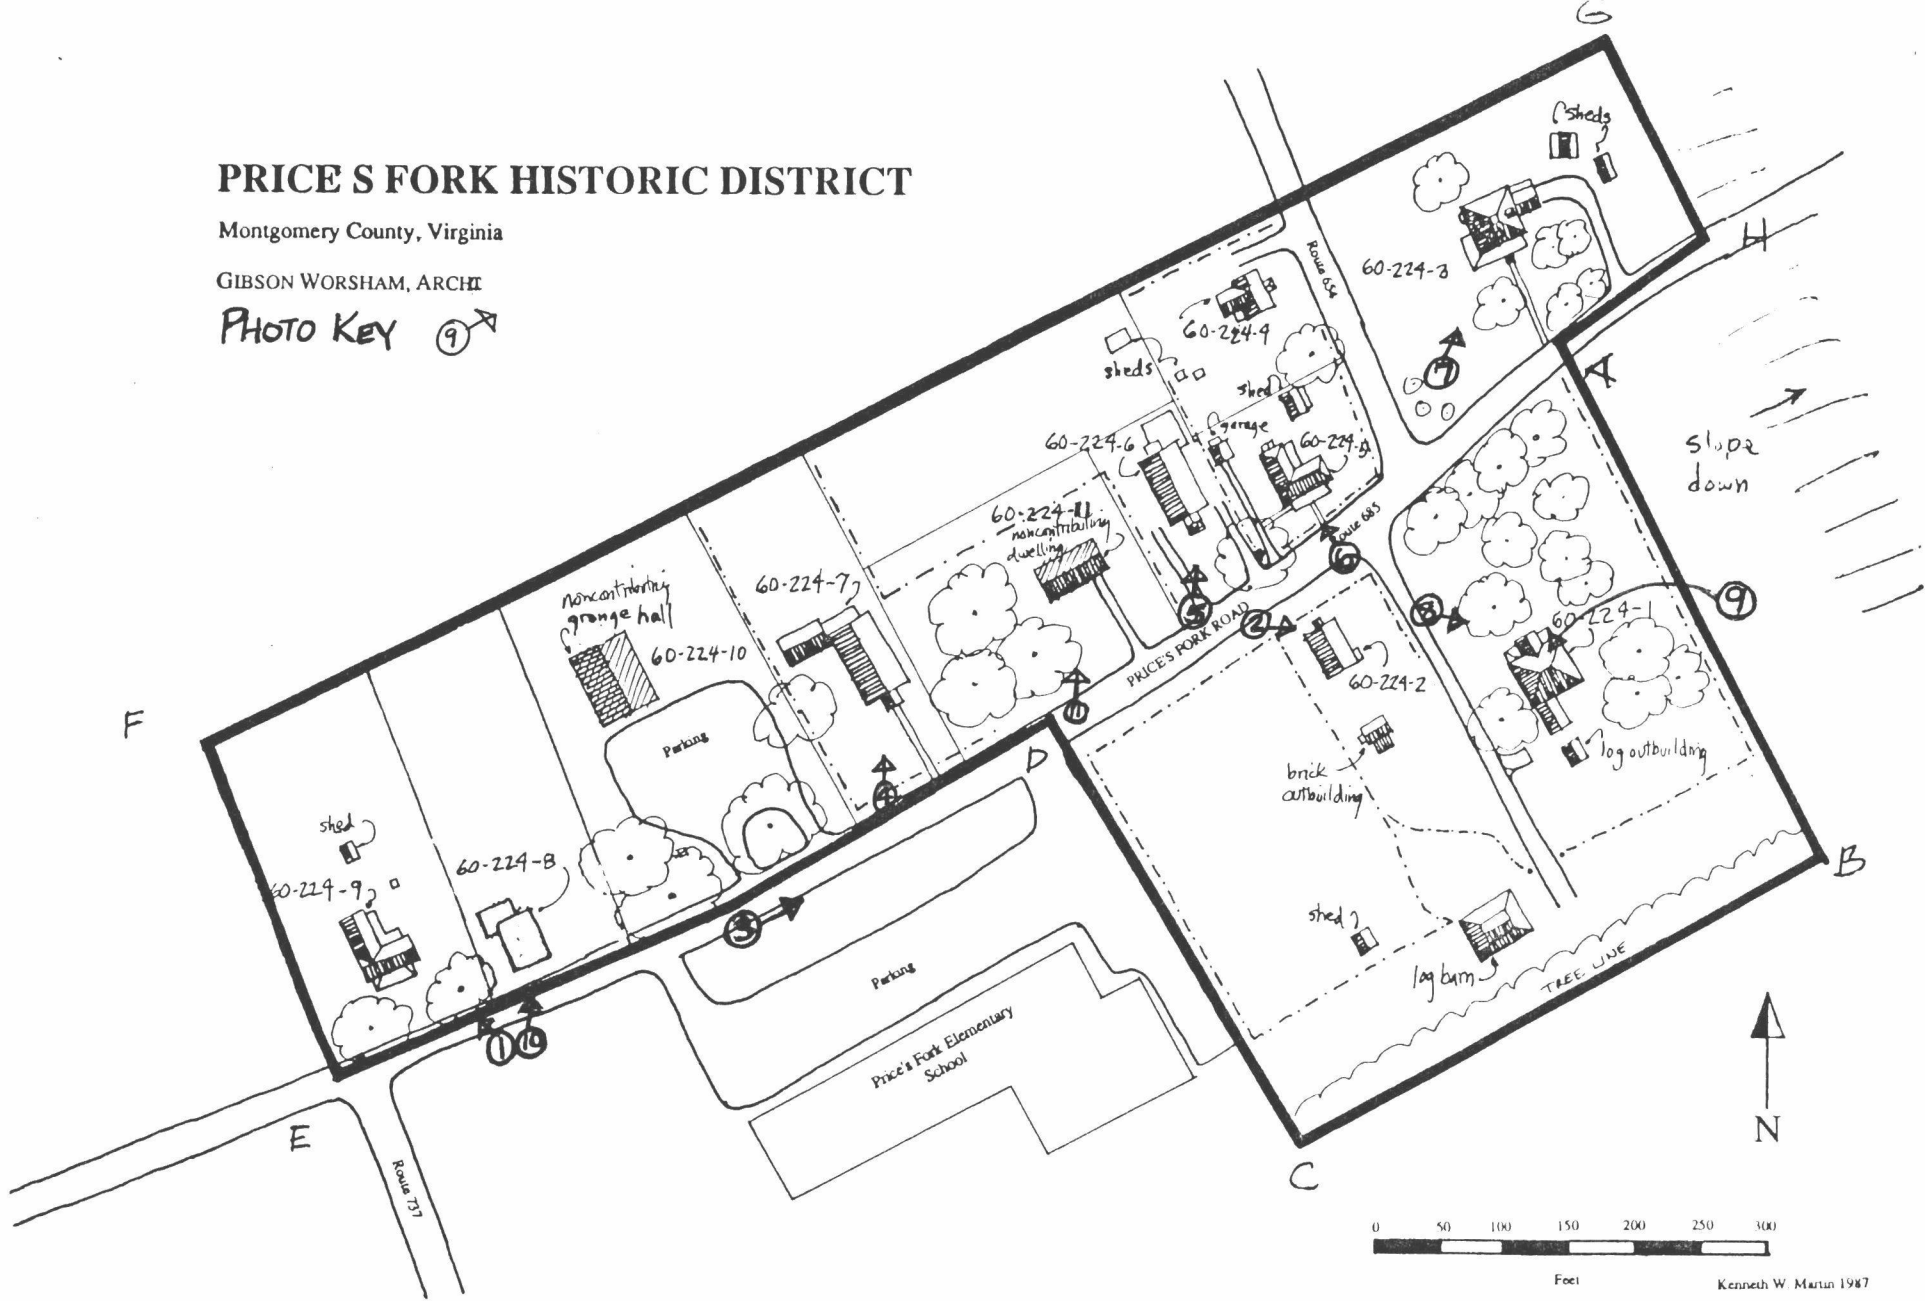 G
sheds
PRICE S FORK HISTORIC DISTRICT
Montgomery County, Virginia
GIBSON WORSHAM, ARCHT
PHOTO KEY 9
H
Route 654
60-224-3
60-224-4
sheds
shed
7
A
garage
60-224-6
60-224-5
slope
down
60-224-11
noncontributing
dwelling
Route 685
6
noncontributing
grange hall
60-224-7
5
PRICE'S FORK ROAD
2
8
60-224-1
9
60-224-10
60-224-2
F
Parking
11
D
log outbuilding
brick
outbuilding
4
shed
60-224-8
60-224-9
B
3
shed
log barn
TREE LINE
Parking
1
10
Price's Fork Elementary
School
E
Route 737
C
N
0 50 100 150 200 250 300
Feet
Kenneth W. Martin 1987